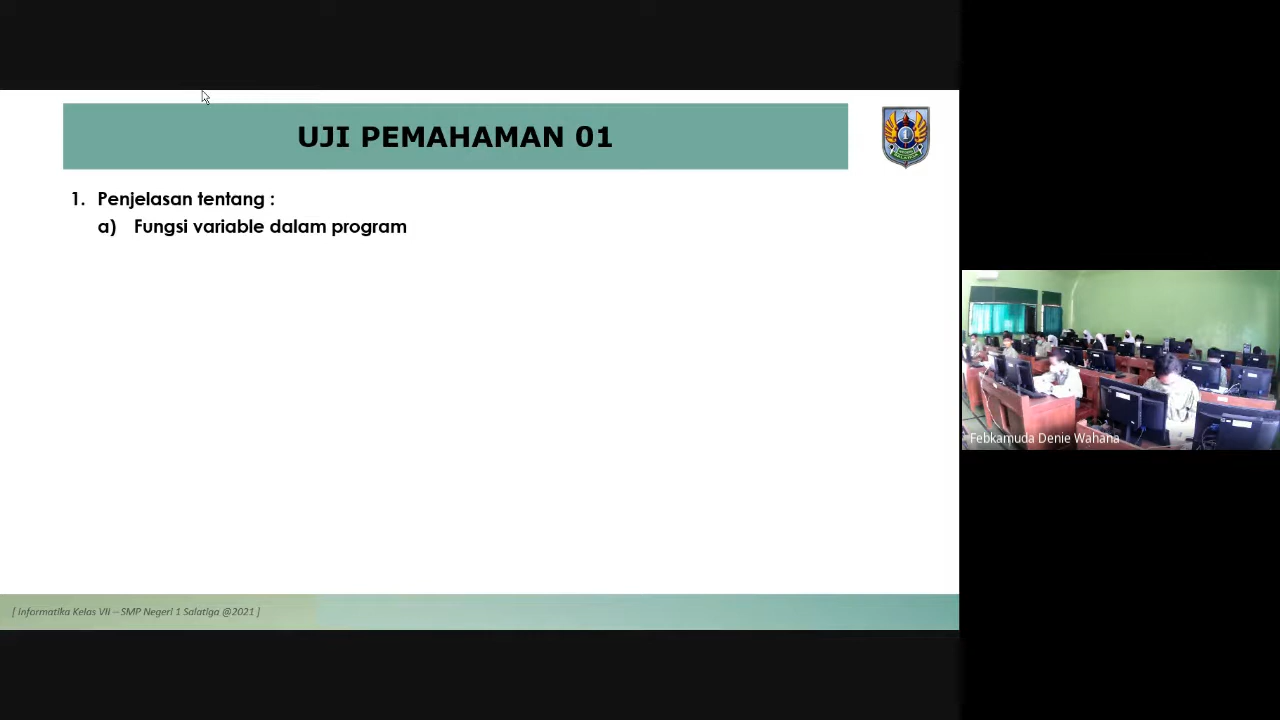 UJI PEMAHAMAN 01
1. Penjelasan tentang :
a) Fungsi variable dalam program
[ Informatika Kelas VII – SMP Negeri 1 Salatiga @2021 ]
Febkamuda Denie Wahana